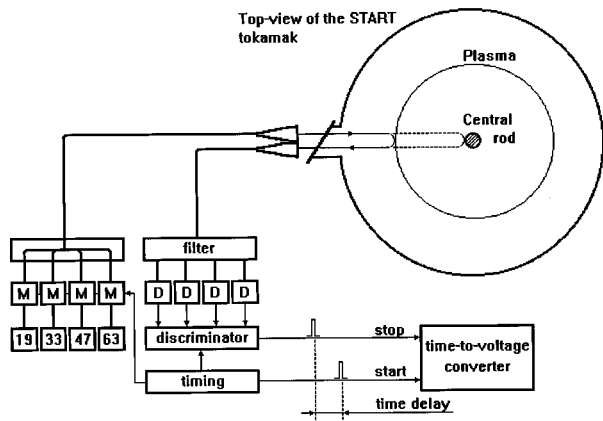 Top-view of the START
tokamak
Plasma
Central
rod
filter
M M M M
D D D D
19 33 47 63
discriminator
stop
time-to-voltage
converter
start
timing
time delay